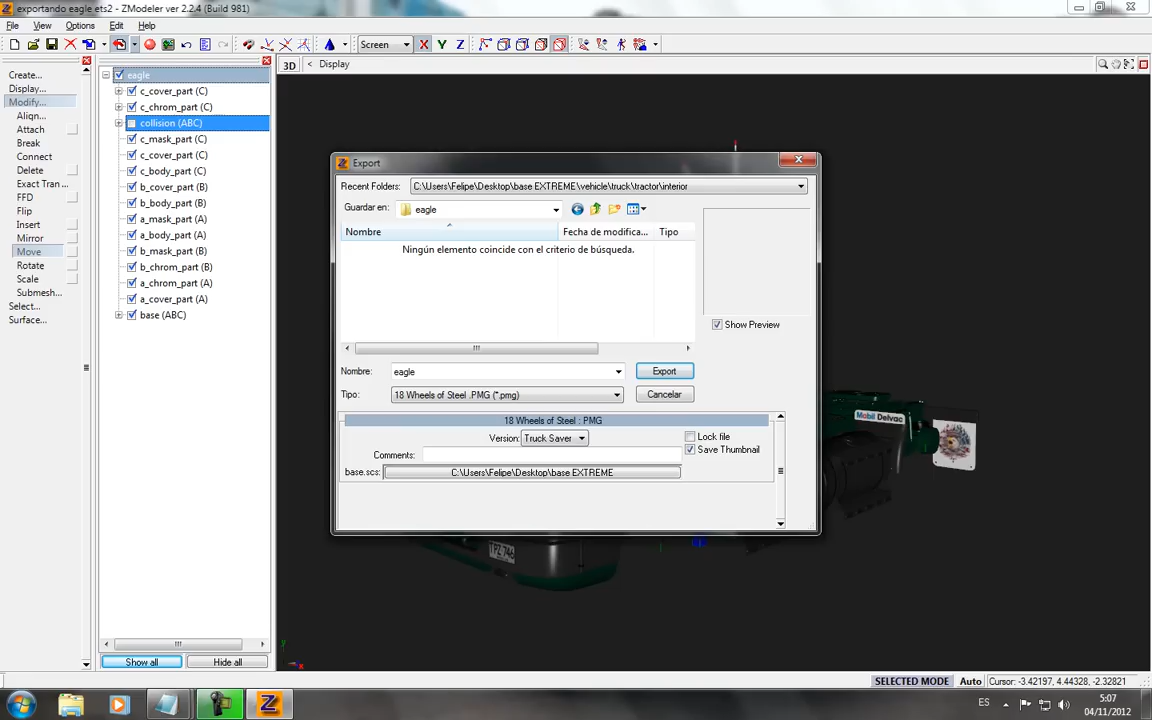 exportando eagle ets2 - ZModeler ver 2.2.4 (Build 981)
File View Options Edit Help
Screen X Y Z
3D < Display
Create...
Display...
Modify...
Align...
Attach
Break
Connect
Delete
Exact Tran ...
FFD
Flip
Insert
Mirror
Move
Rotate
Scale
Submesh...
Select...
Surface...
eagle
c_cover_part (C)
c_chrom_part (C)
collision (ABC)
c_mask_part (C)
c_cover_part (C)
c_body_part (C)
b_cover_part (B)
b_body_part (B)
a_mask_part (A)
a_body_part (A)
b_mask_part (B)
b_chrom_part (B)
a_chrom_part (A)
a_cover_part (A)
base (ABC)
Show all Hide all
Export
Recent Folders: C:\Users\Felipe\Desktop\base EXTREME\vehicle\truck\tractor\interior
Guardar en: eagle
Nombre Fecha de modifica... Tipo
Ningún elemento coincide con el criterio de búsqueda.
Show Preview
Nombre: eagle Export
Tipo: 18 Wheels of Steel .PMG (*.pmg) Cancelar
18 Wheels of Steel : PMG
Version: Truck Saver Lock file
Comments: Save Thumbnail
base.scs: C:\Users\Felipe\Desktop\base EXTREME
Mobil Delvac
TPZ 746
y
x
SELECTED MODE Auto Cursor: -3.42197, 4.44328, -2.32821
ES 5:07
04/11/2012